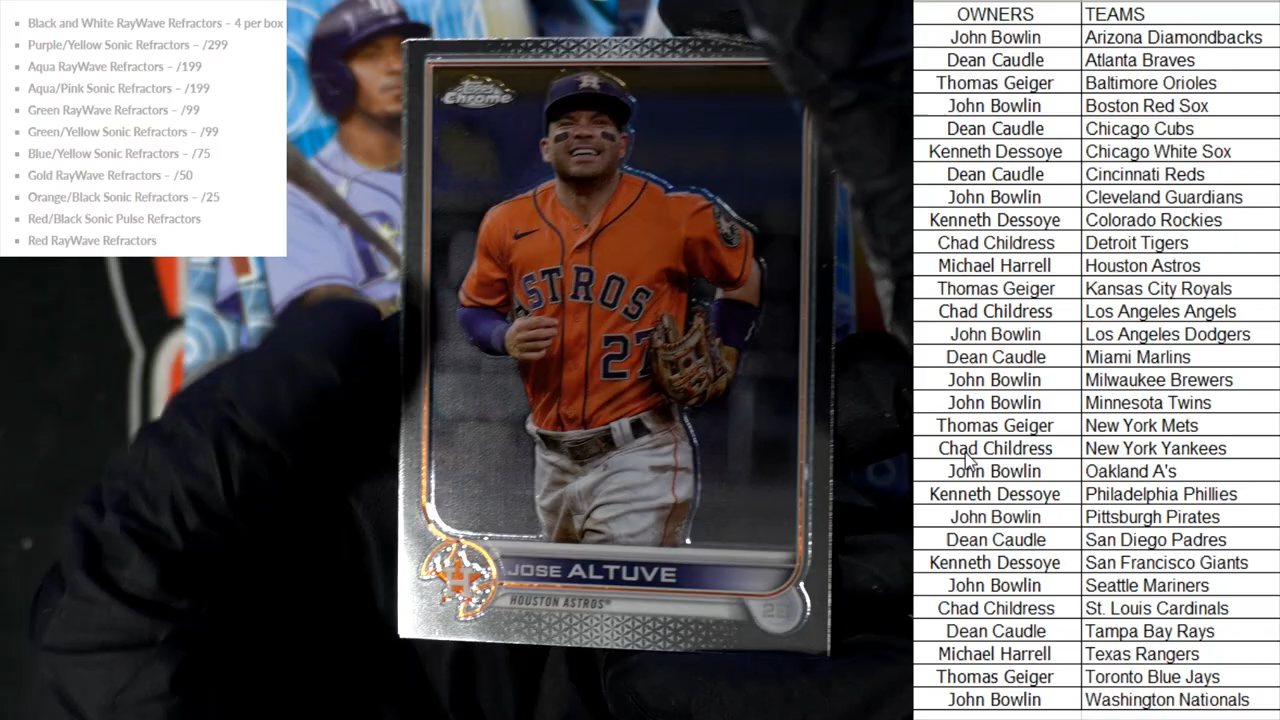 Black and White RayWave Refractors – 4 per box
Purple/Yellow Sonic Refractors – /299
Aqua RayWave Refractors – /199
Aqua/Pink Sonic Refractors – /199
Green RayWave Refractors – /99
Green/Yellow Sonic Refractors – /99
Blue/Yellow Sonic Refractors – /75
Gold RayWave Refractors – /50
Orange/Black Sonic Refractors – /25
Red/Black Sonic Pulse Refractors
Red RayWave Refractors
Topps
Chrome
ASTROS
27
JOSE ALTUVE
HOUSTON ASTROS
2B
OWNERS TEAMS
John Bowlin Arizona Diamondbacks
Dean Caudle Atlanta Braves
Thomas Geiger Baltimore Orioles
John Bowlin Boston Red Sox
Dean Caudle Chicago Cubs
Kenneth Dessoye Chicago White Sox
Dean Caudle Cincinnati Reds
John Bowlin Cleveland Guardians
Kenneth Dessoye Colorado Rockies
Chad Childress Detroit Tigers
Michael Harrell Houston Astros
Thomas Geiger Kansas City Royals
Chad Childress Los Angeles Angels
John Bowlin Los Angeles Dodgers
Dean Caudle Miami Marlins
John Bowlin Milwaukee Brewers
John Bowlin Minnesota Twins
Thomas Geiger New York Mets
Chad Childress New York Yankees
John Bowlin Oakland A's
Kenneth Dessoye Philadelphia Phillies
John Bowlin Pittsburgh Pirates
Dean Caudle San Diego Padres
Kenneth Dessoye San Francisco Giants
John Bowlin Seattle Mariners
Chad Childress St. Louis Cardinals
Dean Caudle Tampa Bay Rays
Michael Harrell Texas Rangers
Thomas Geiger Toronto Blue Jays
John Bowlin Washington Nationals